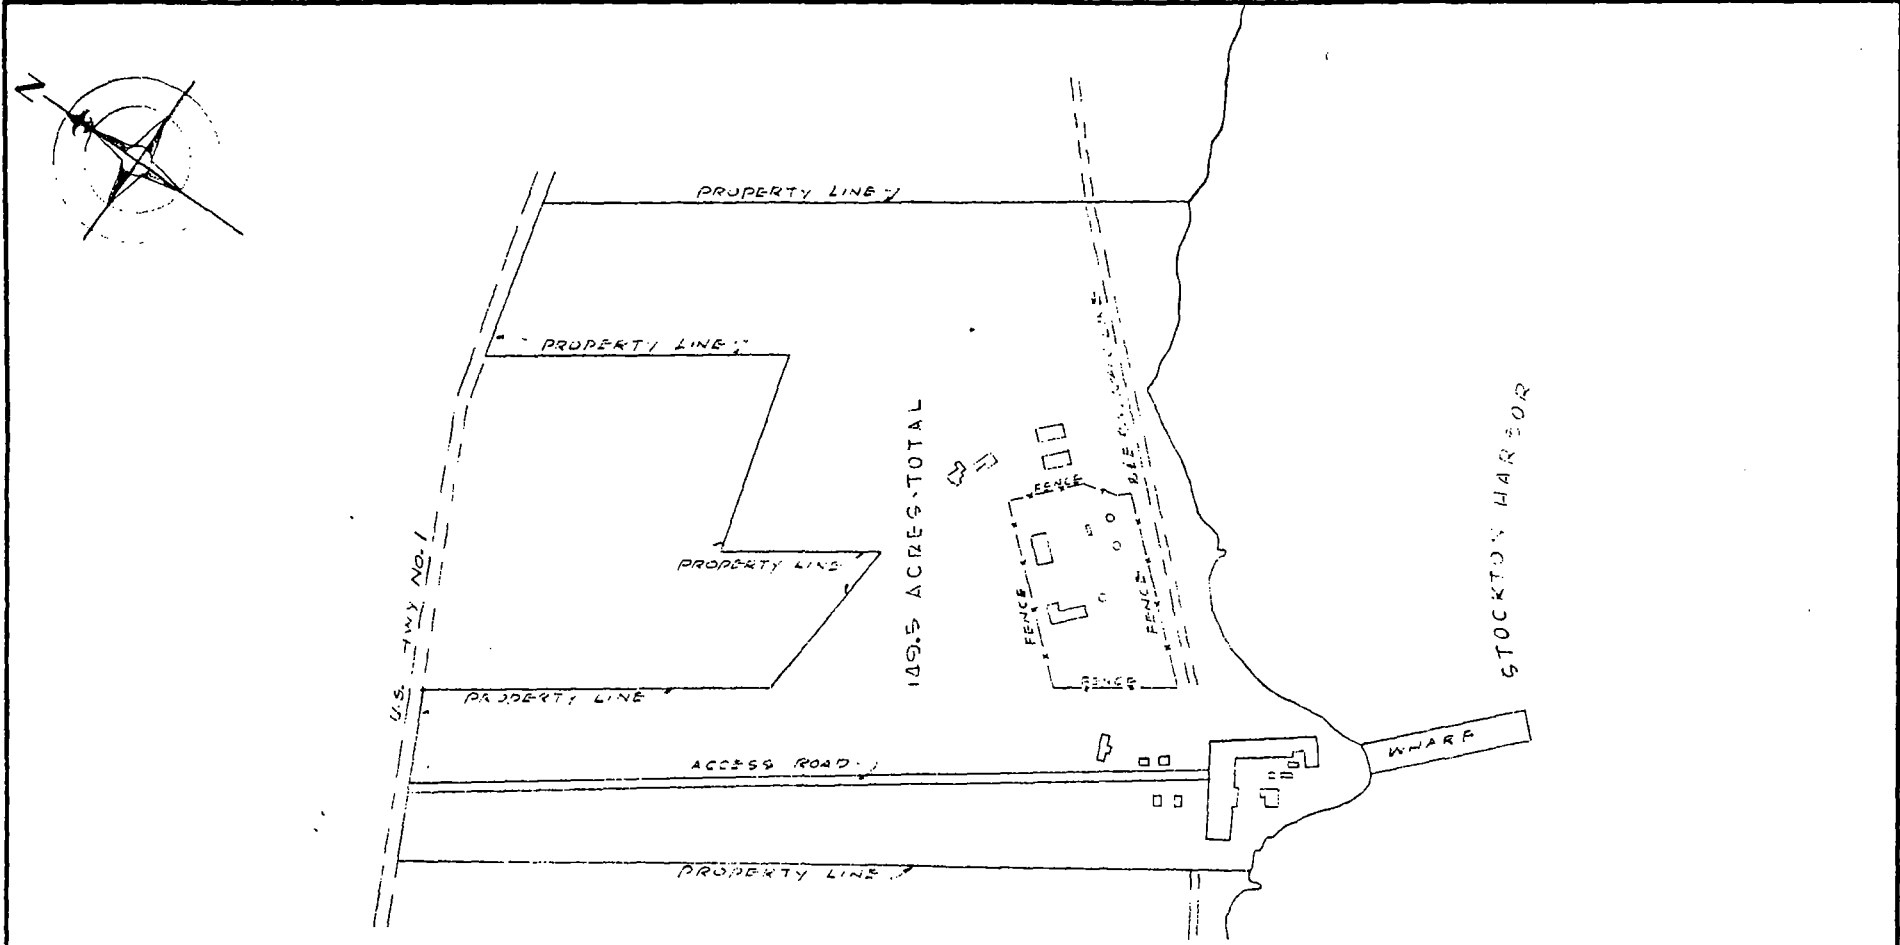 N
PROPERTY LINE
PROPERTY LINE
149.5 ACRES-TOTAL
FENCE
PROPERTY LINE
U.S. HWY NO. 1
FENCE
FENCE
FENCE
PROPERTY LINE
STOCKTON HARBOR
WHARF
ACCESS ROAD
PROPERTY LINE